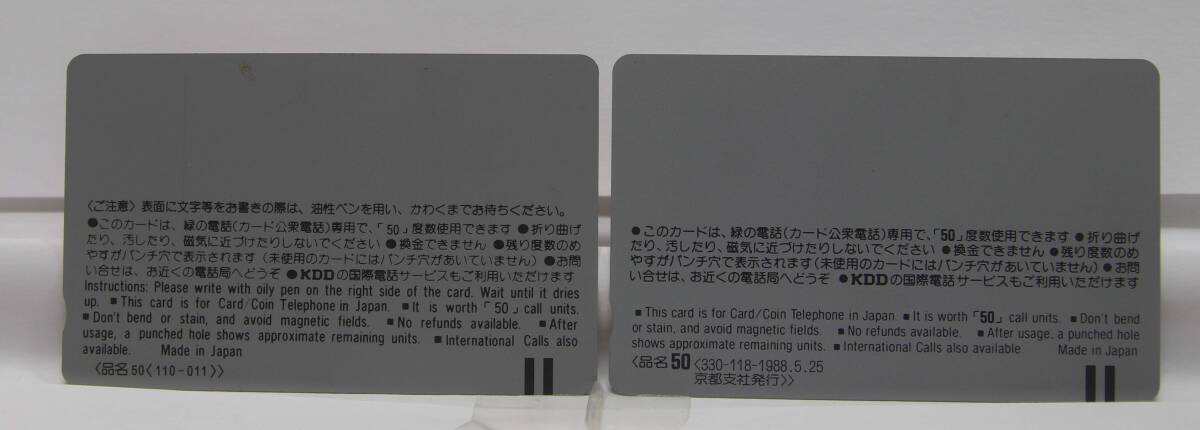 〈ご注意〉表面に文字等をお書きの際は、油性ペンを用い、かわくまでお待ちください。
●このカードは、緑の電話(カード公衆電話)専用で、「50」度数使用できます ●折り曲げ
たり、汚したり、磁気に近づけたりしないでください ●換金できません ●残り度数のめ
やすがパンチ穴で表示されます(未使用のカードにはパンチ穴があいていません) ●お問
い合せは、お近くの電話局へどうぞ ●KDDの国際電話サービスもご利用いただけます
Instructions: Please write with oily pen on the right side of the card. Wait until it dries
up. ■This card is for Card/Coin Telephone in Japan. ■It is worth「50」call units.
■Don't bend or stain, and avoid magnetic fields. ■No refunds available. ■After
usage, a punched hole shows approximate remaining units. ■International Calls also
available. Made in Japan
〈品名50〈110-011〉〉
●このカードは、緑の電話(カード公衆電話)専用で、「50」度数使用できます ●折り曲げ
たり、汚したり、磁気に近づけたりしないでください ●換金できません ●残り度数のめ
やすがパンチ穴で表示されます(未使用のカードにはパンチ穴があいていません) ●お問
い合せは、お近くの電話局へどうぞ ●KDDの国際電話サービスもご利用いただけます
■This card is for Card/Coin Telephone in Japan. ■It is worth「50」call units. ■Don't bend
or stain, and avoid magnetic fields. ■No refunds available. ■After usage, a punched hole
shows approximate remaining units. ■International Calls also available. Made in Japan
〈品名50〈330-118-1988.5.25
京都支社発行〉〉